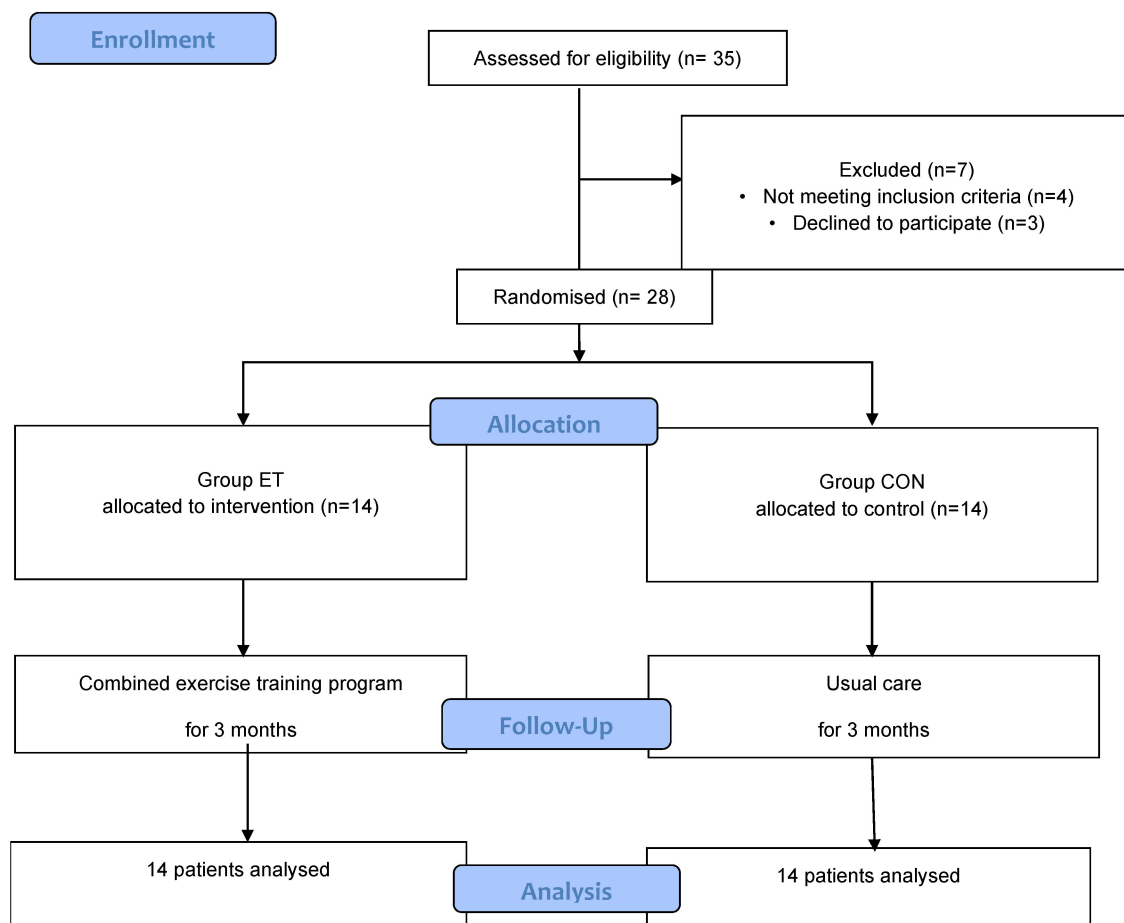 Enrollment
Assessed for eligibility (n= 35)
Excluded (n=7)
• Not meeting inclusion criteria (n=4)
• Declined to participate (n=3)
Randomised (n= 28)
Allocation
Group ET
allocated to intervention (n=14)
Group CON
allocated to control (n=14)
Combined exercise training program
for 3 months
Follow-Up
Usual care
for 3 months
14 patients analysed
Analysis
14 patients analysed